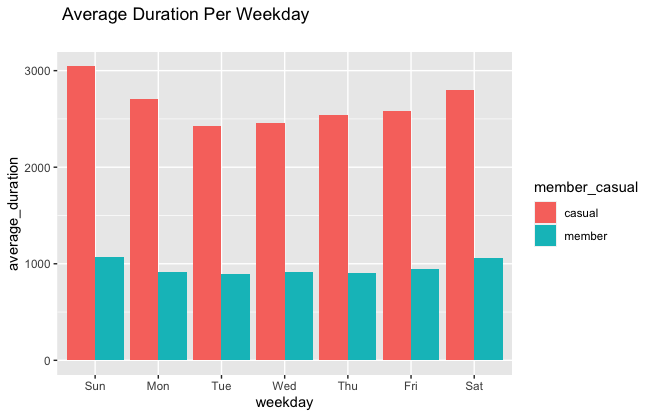 Average Duration Per Weekday
average_duration
3000
2000
1000
0
Sun Mon Tue Wed Thu Fri Sat
weekday
member_casual
casual
member